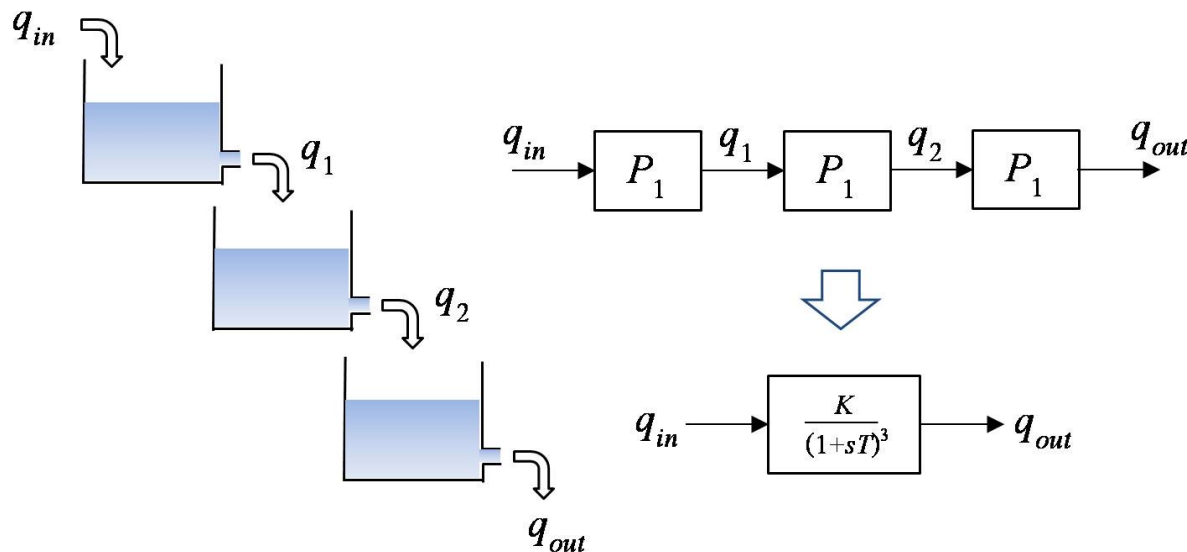 q_in
q_1
q_2
q_out
q_in P_1 q_1 P_1 q_2 P_1 q_out
q_in K/(1+sT)^3 q_out